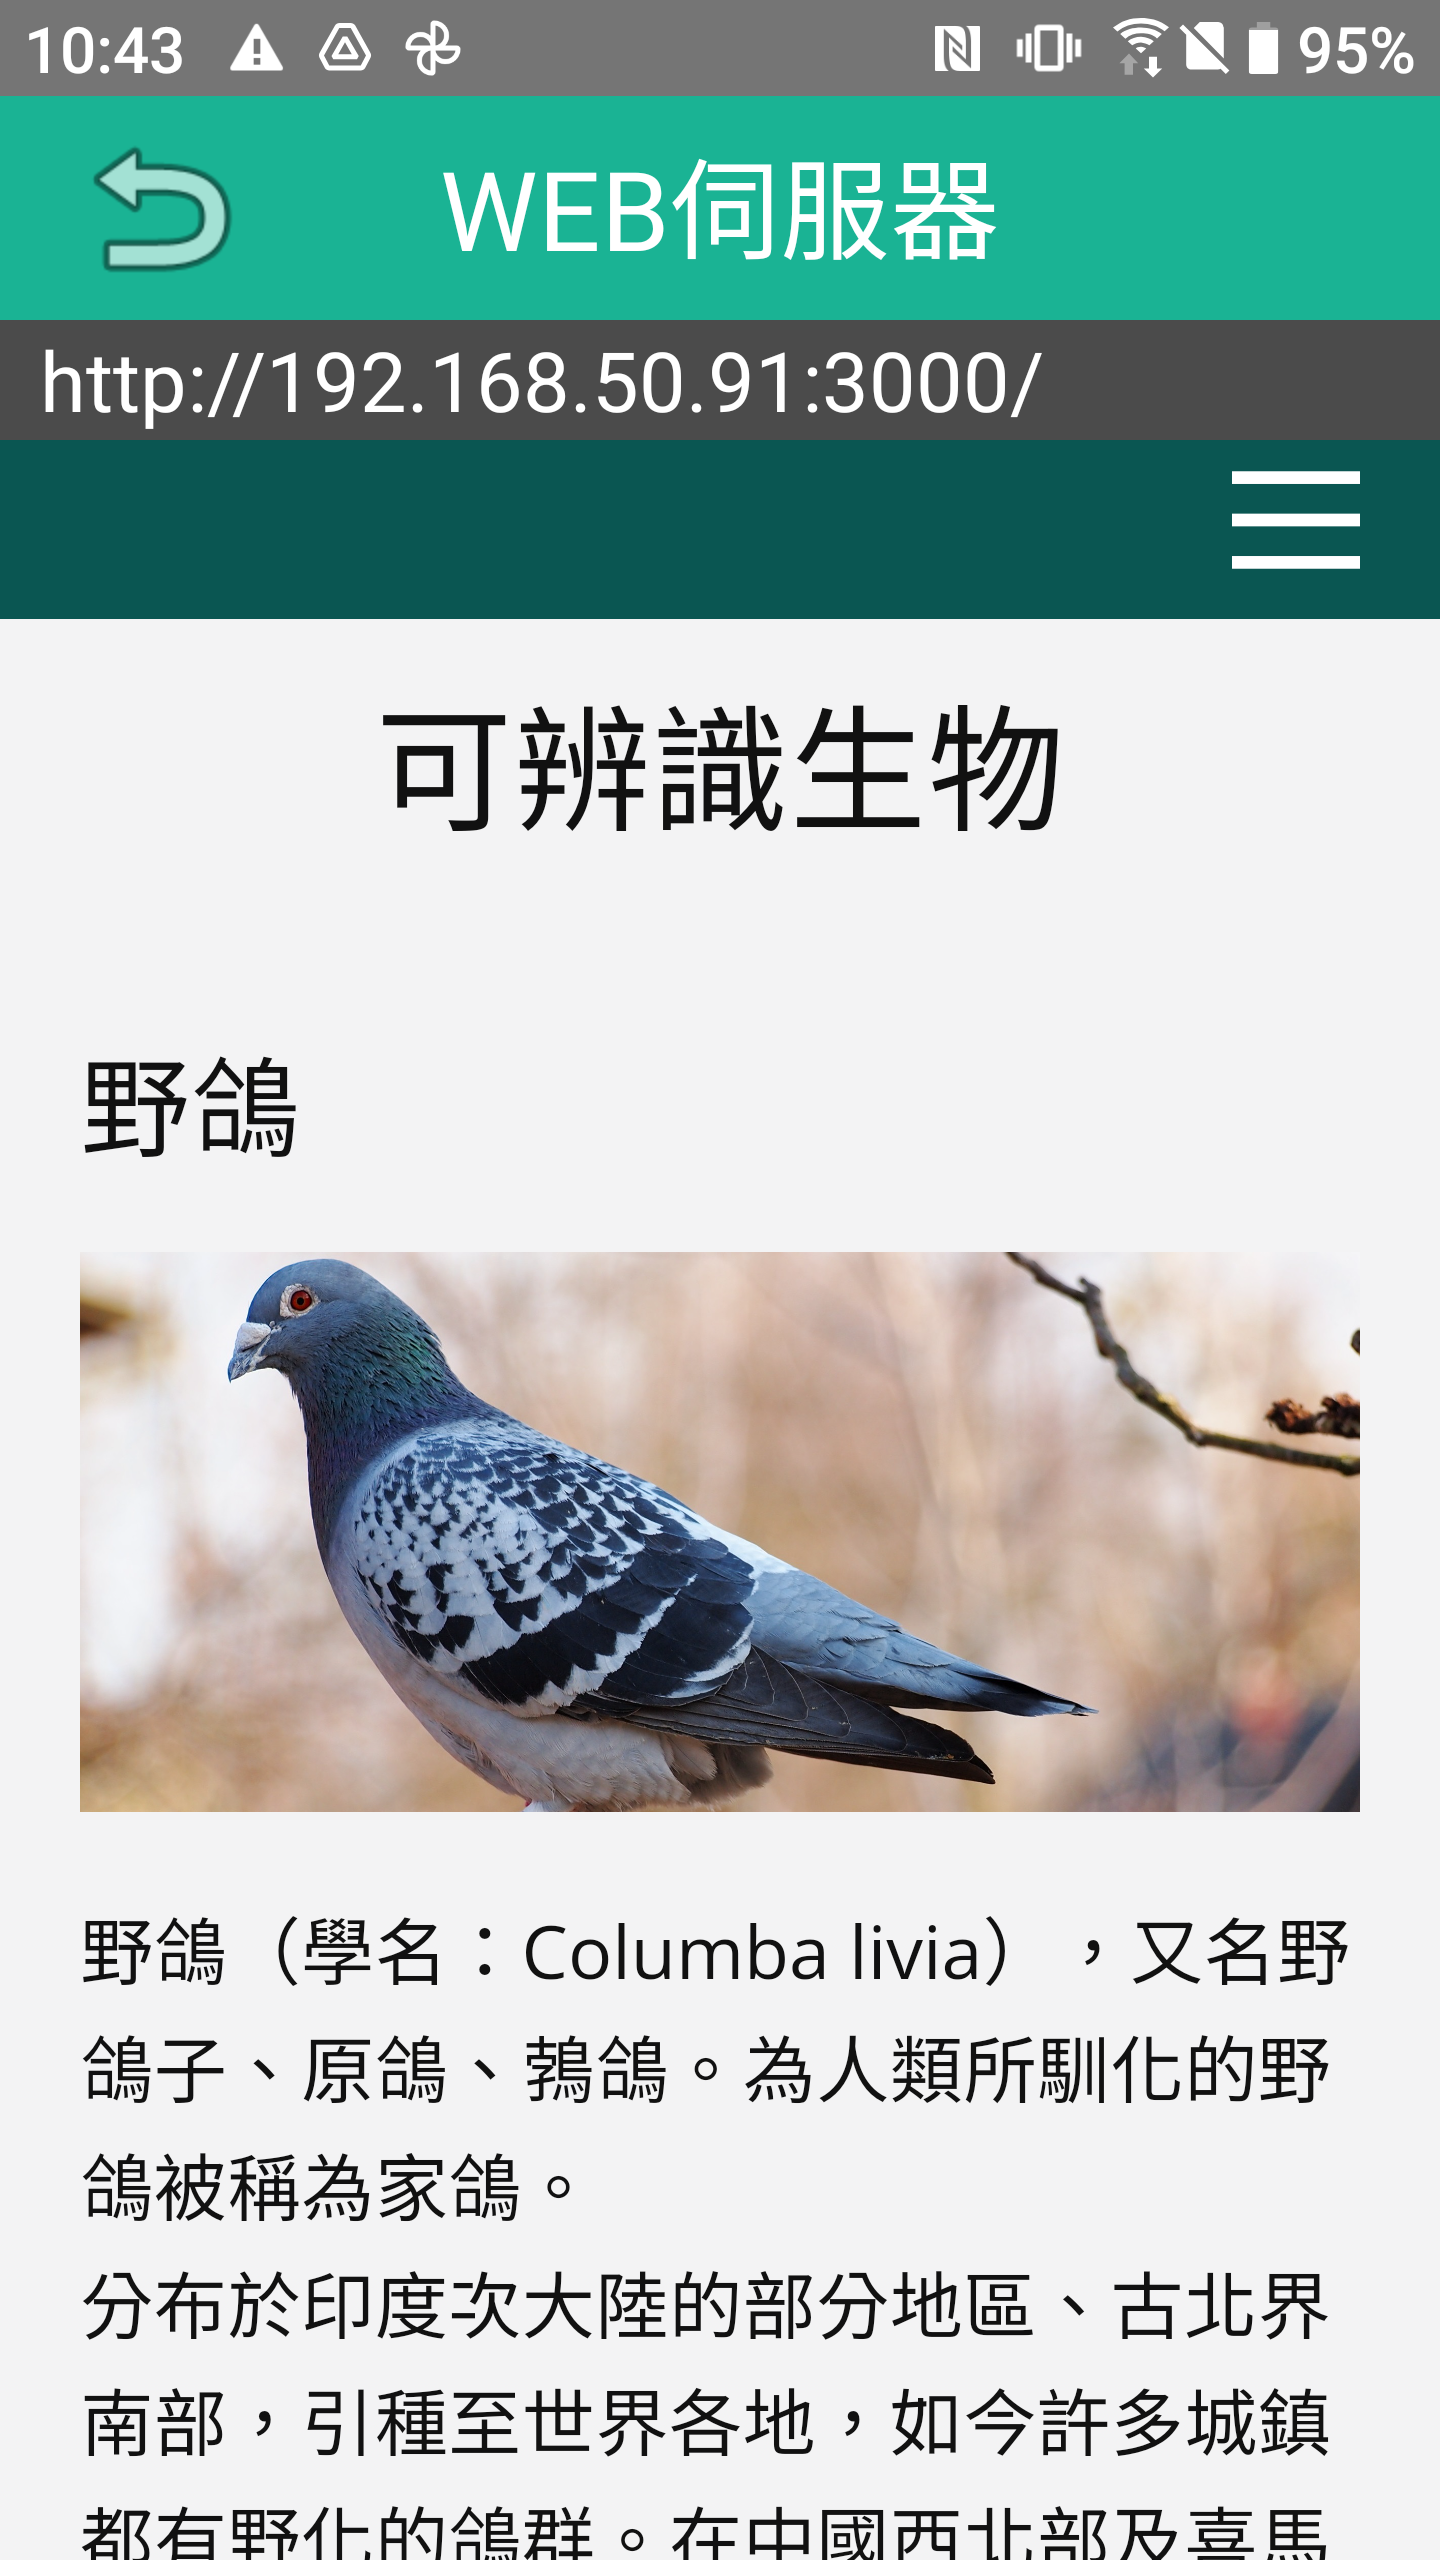 10:43
95%
WEB伺服器
http://192.168.50.91:3000/
可辨識生物
野鴿
野鴿（學名：Columba livia），又名野
鴿子、原鴿、鵓鴿。為人類所馴化的野
鴿被稱為家鴿。
分布於印度次大陸的部分地區、古北界
南部，引種至世界各地，如今許多城鎮
都有野化的鴿群。在中國西北部及喜馬